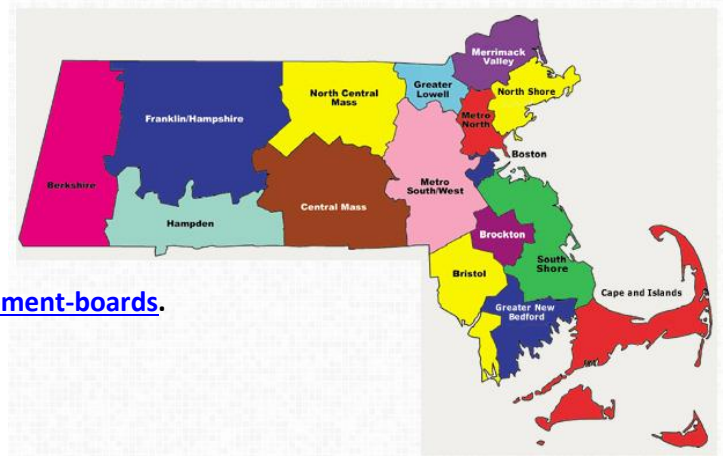 Merrimack
Valley
Greater
Lowell
North Shore
North Central
Mass
Metro
North
Franklin/Hampshire
Boston
Berkshire
Metro
South/West
Central Mass
Hampden
Brockton
South
Shore
Bristol
Cape and Islands
Greater New
Bedford
ment-boards.